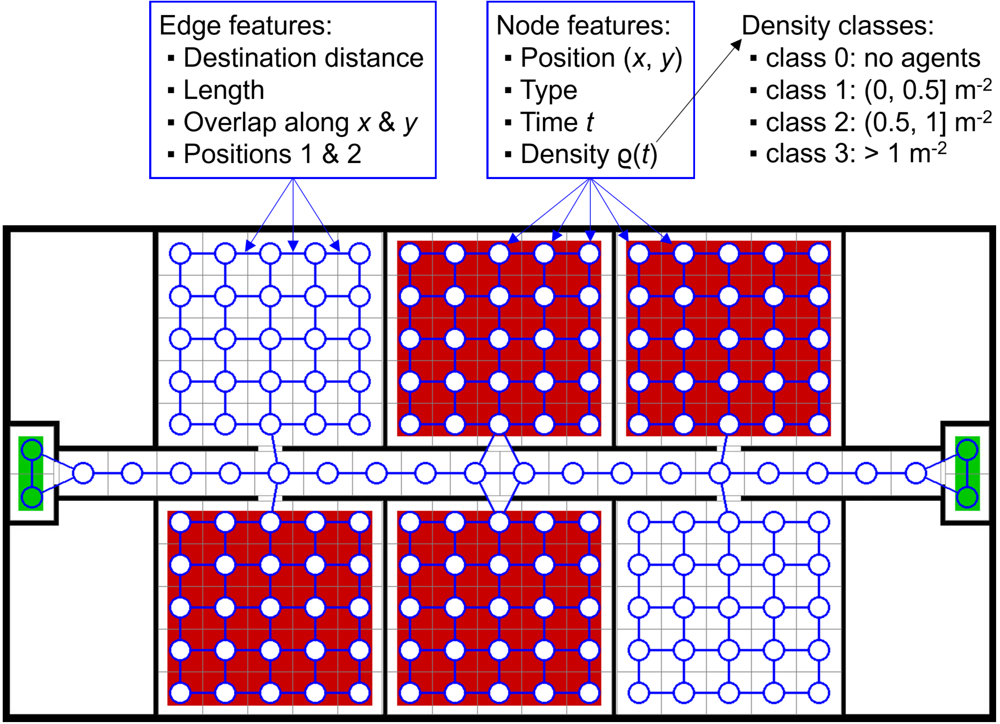 Edge features:
▪ Destination distance
▪ Length
▪ Overlap along x & y
▪ Positions 1 & 2
Node features:
▪ Position (x, y)
▪ Type
▪ Time t
▪ Density ϱ(t)
Density classes:
▪ class 0: no agents
▪ class 1: (0, 0.5] m⁻²
▪ class 2: (0.5, 1] m⁻²
▪ class 3: > 1 m⁻²